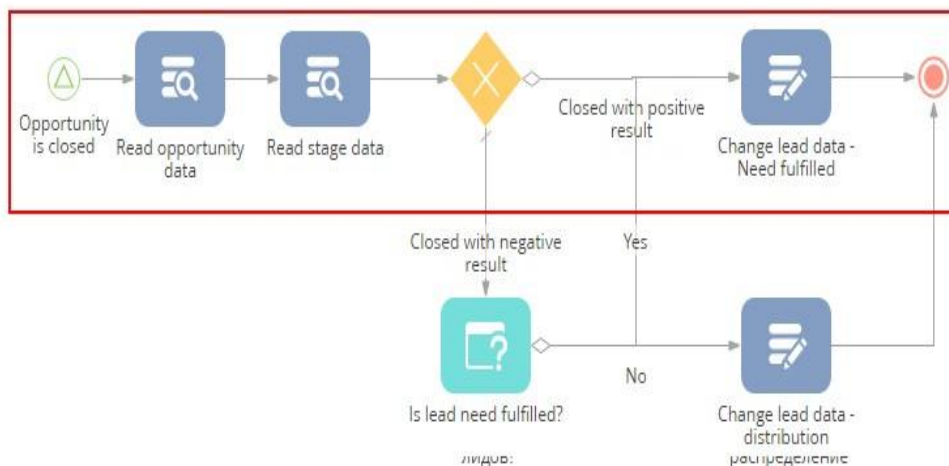 Opportunity
is closed
Read opportunity
data
Read stage data
Closed with positive
result
Change lead data -
Need fulfilled
Closed with negative
result
Yes
Is lead need fulfilled?
No
Change lead data -
distribution
распределение
лидов?